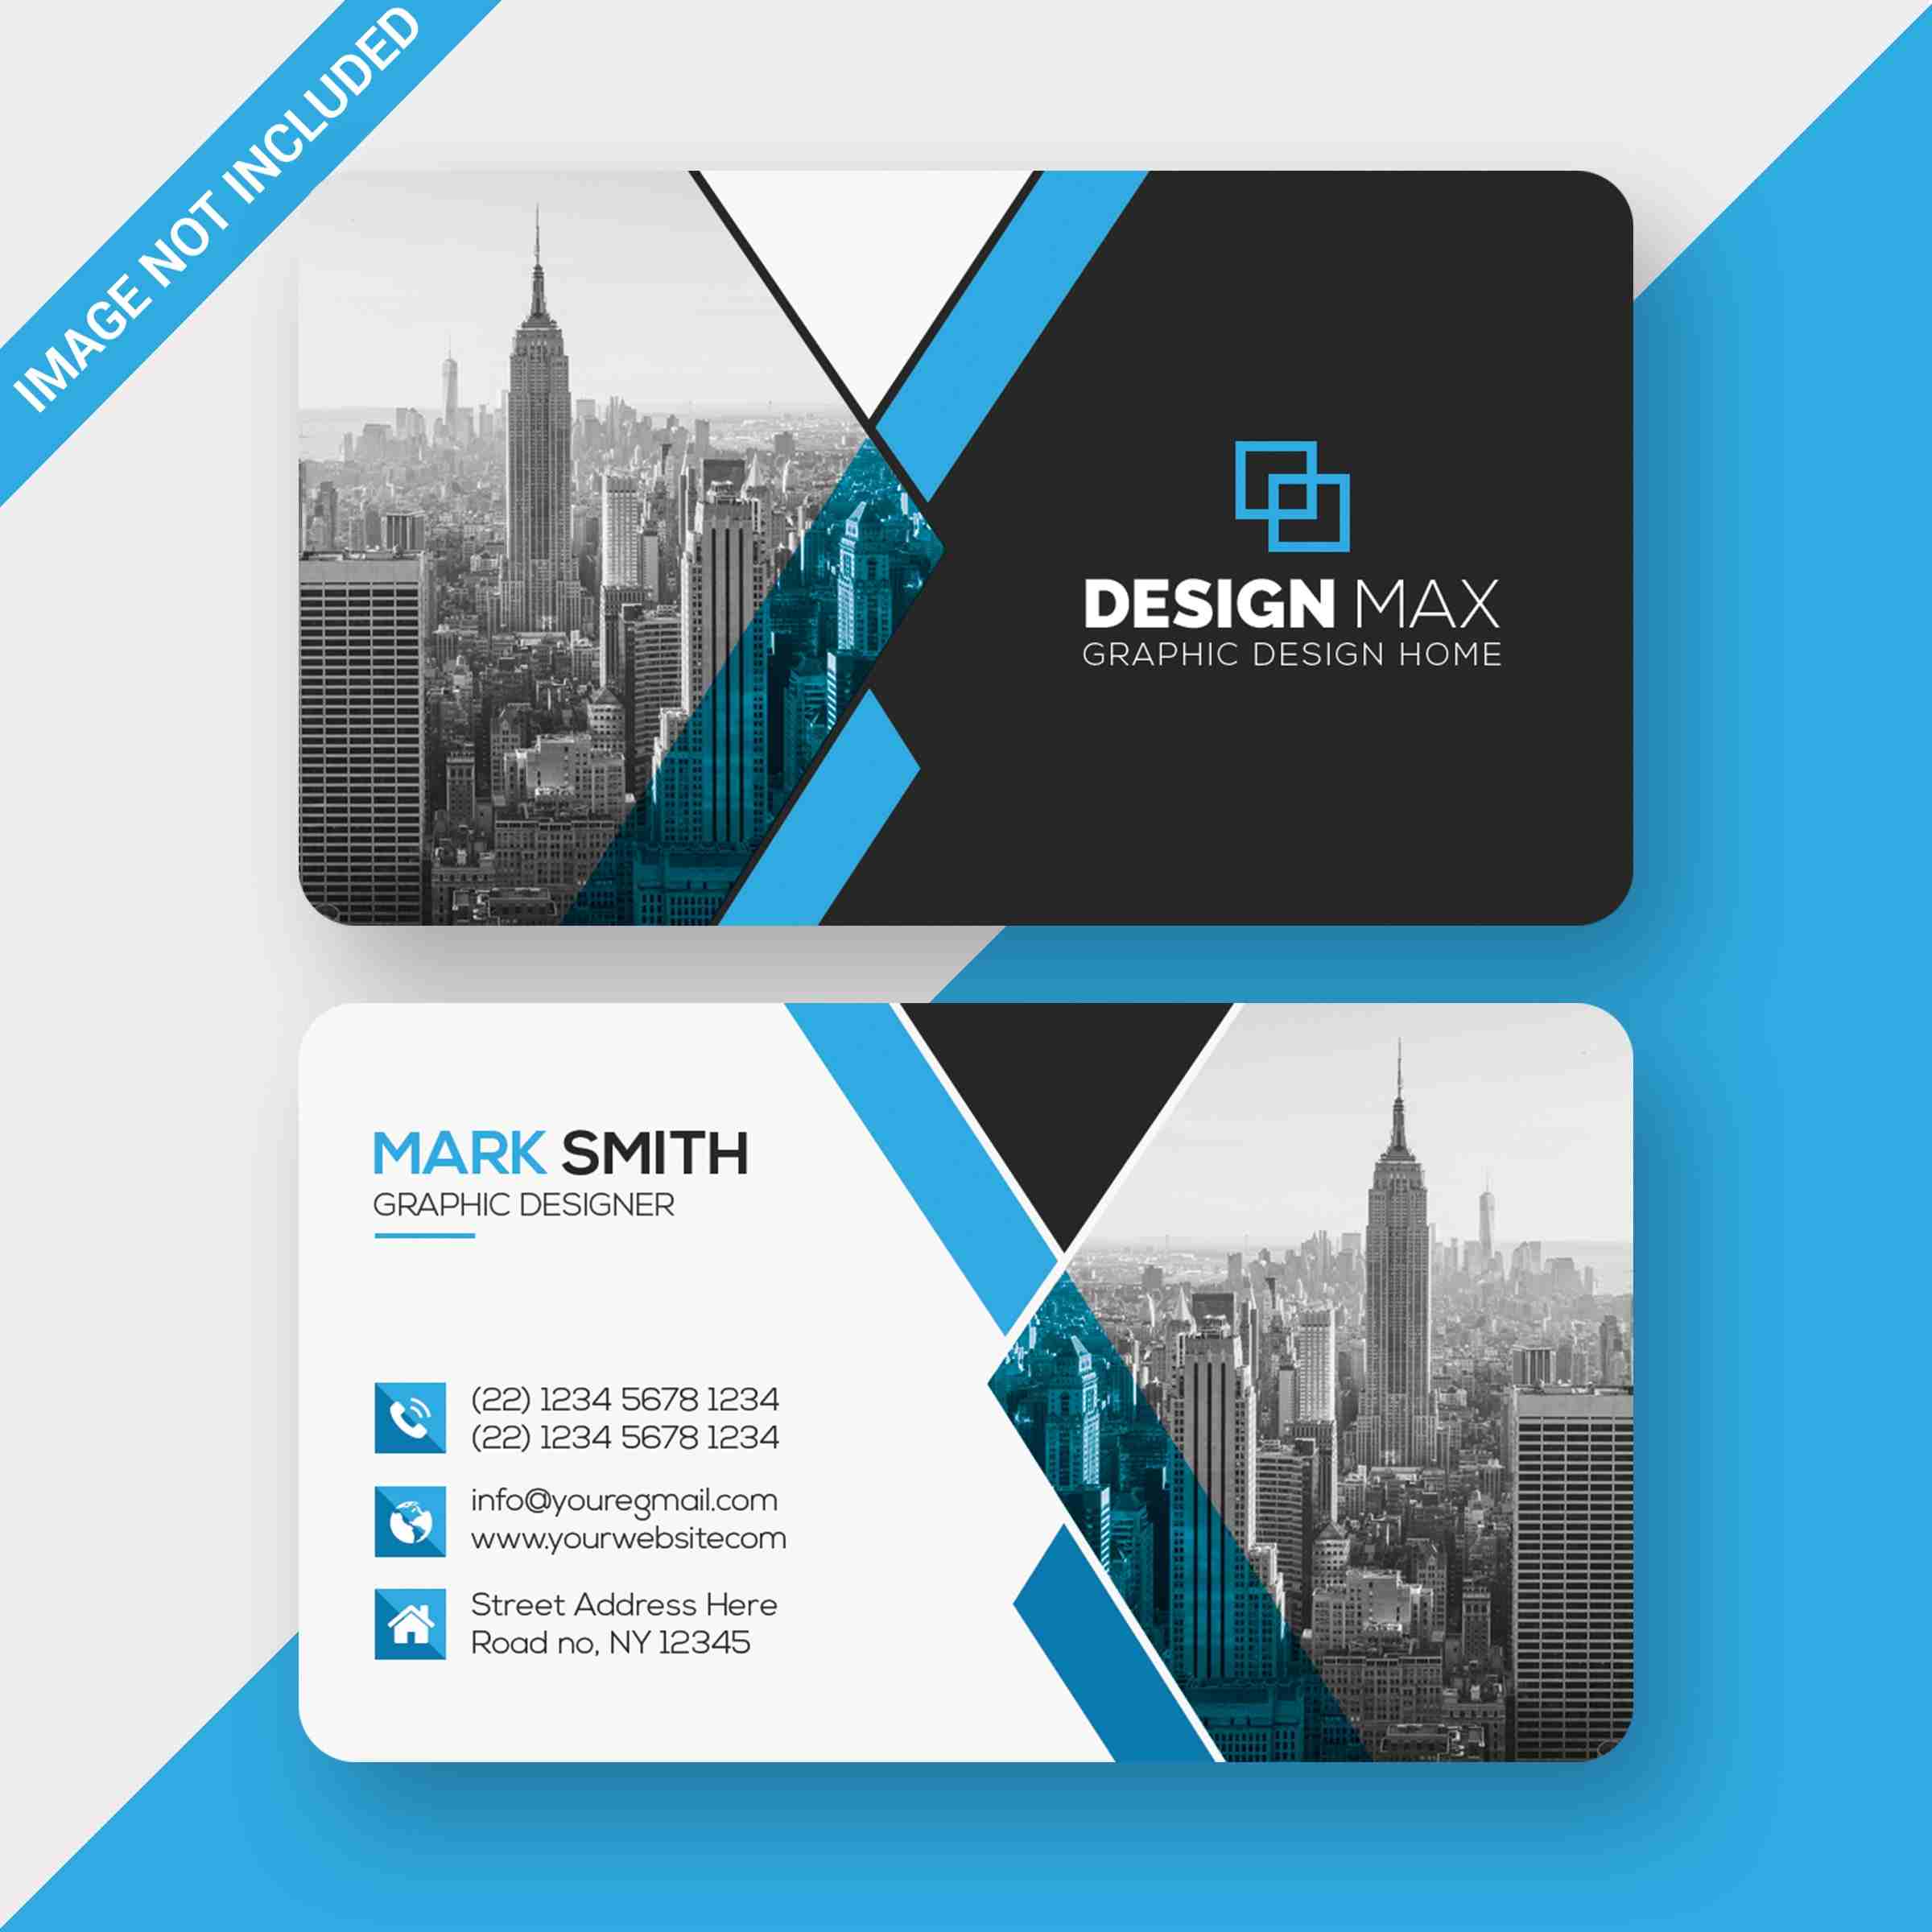 IMAGE NOT INCLUDED
DESIGN MAX
GRAPHIC DESIGN HOME
MARK SMITH
GRAPHIC DESIGNER
(22) 1234 5678 1234
(22) 1234 5678 1234
info@youregmail.com
www.yourwebsitecom
Street Address Here
Road no, NY 12345